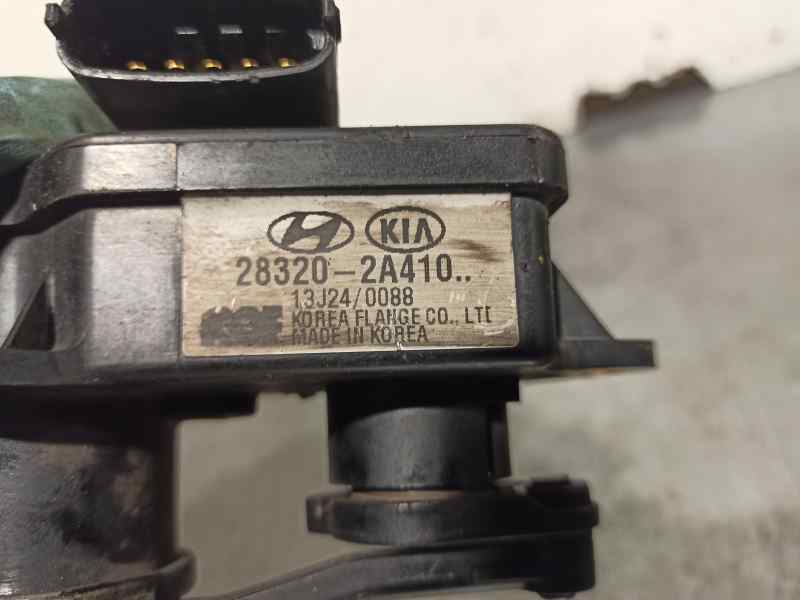 KIA
28320-2A410..
13J24/0088
KOREA FLANGE CO., LTD
MADE IN KOREA